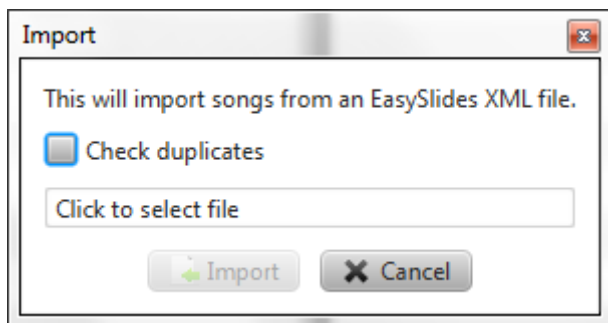 Import
This will import songs from an EasySlides XML file.
Check duplicates
Click to select file
Import Cancel